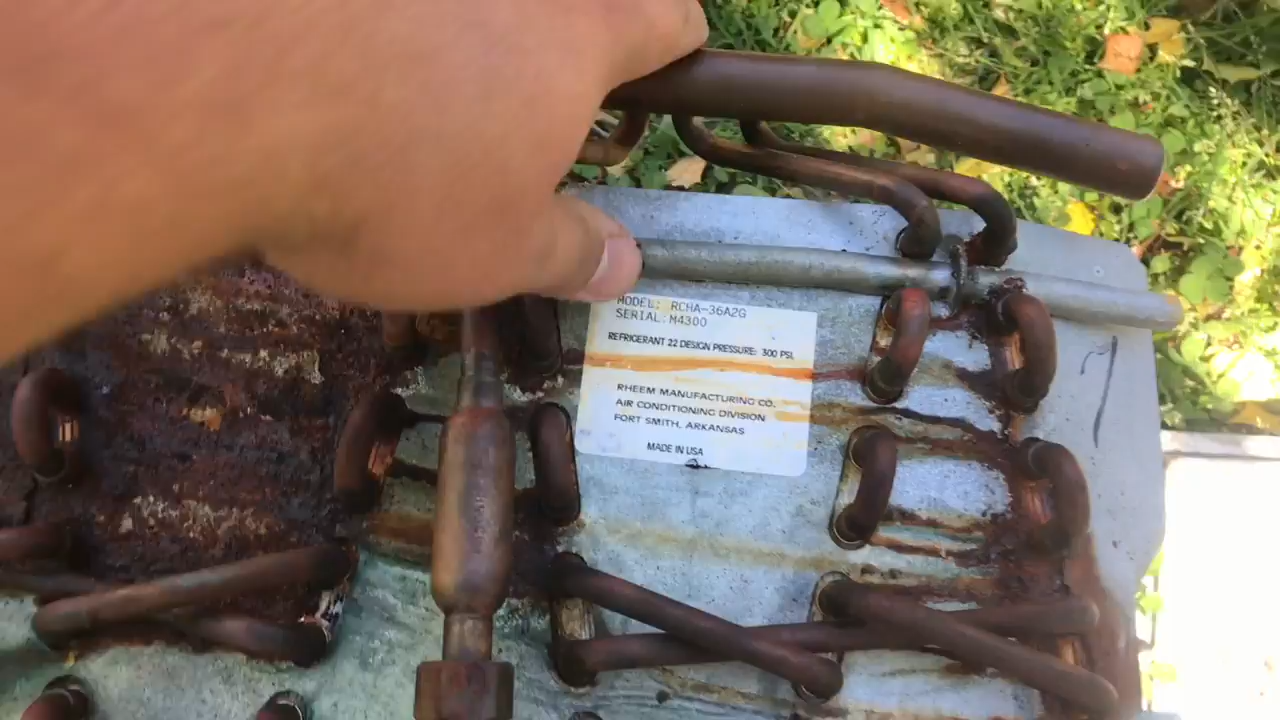 MODEL: RCHA-36A2G
SERIAL: M4300
REFRIGERANT 22 DESIGN PRESSURE: 300 PSI.
RHEEM MANUFACTURING CO.
AIR CONDITIONING DIVISION
FORT SMITH, ARKANSAS
MADE IN USA